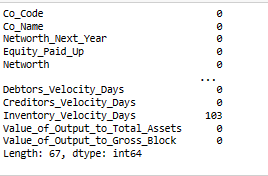 Co_Code 0
Co_Name 0
Networth_Next_Year 0
Equity_Paid_Up 0
Networth 0
...
Debtors_Velocity_Days 0
Creditors_Velocity_Days 0
Inventory_Velocity_Days 103
Value_of_Output_to_Total_Assets 0
Value_of_Output_to_Gross_Block 0
Length: 67, dtype: int64